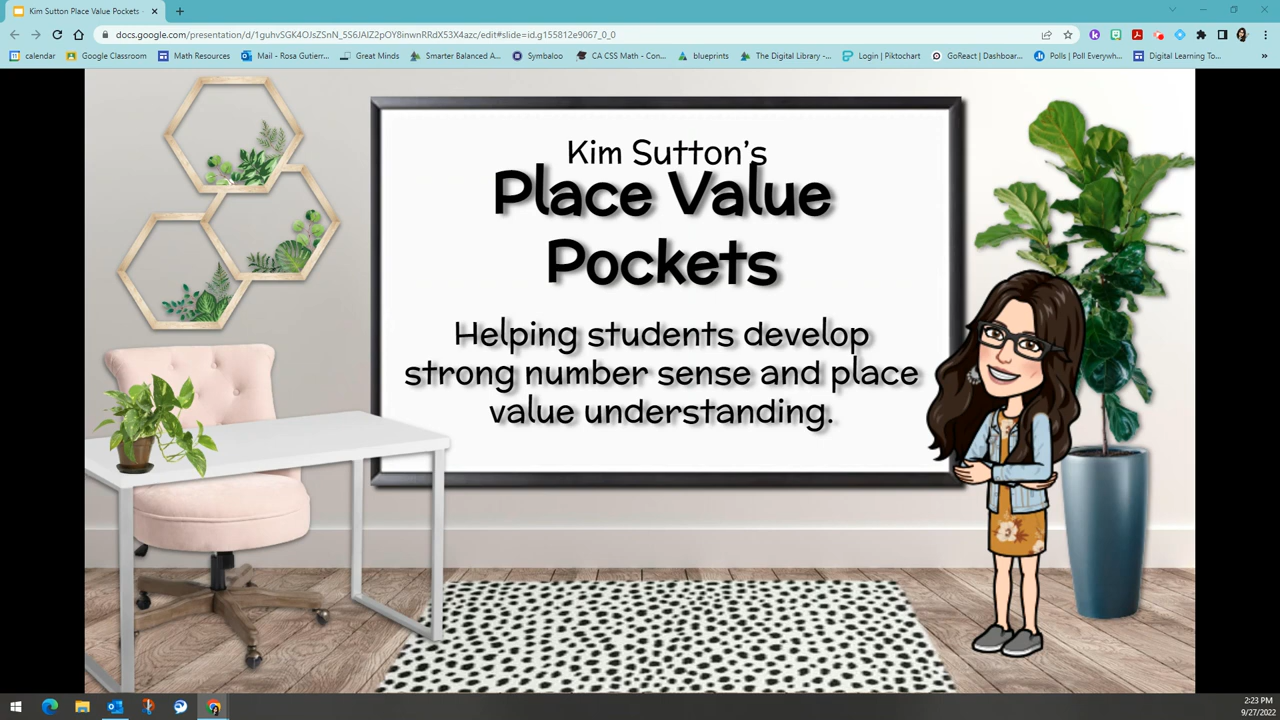 Kim Sutton Place Value Pockets -
docs.google.com/presentation/d/1guhvSGK4OJsZSnN_5S6JAIZ2pOY8inwnRRdX53X4azc/edit#slide=id.g155812e9067_0_0
calendar
Google Classroom
Math Resources
Mail - Rosa Gutierr...
Great Minds
Smarter Balanced A...
Symbaloo
CA CSS Math - Con...
blueprints
The Digital Library -...
Login | Piktochart
GoReact | Dashboar...
Polls | Poll Everywh...
Digital Learning To...
Kim Sutton's
Place Value
Pockets
Helping students develop
strong number sense and place
value understanding.
2:23 PM
9/27/2022